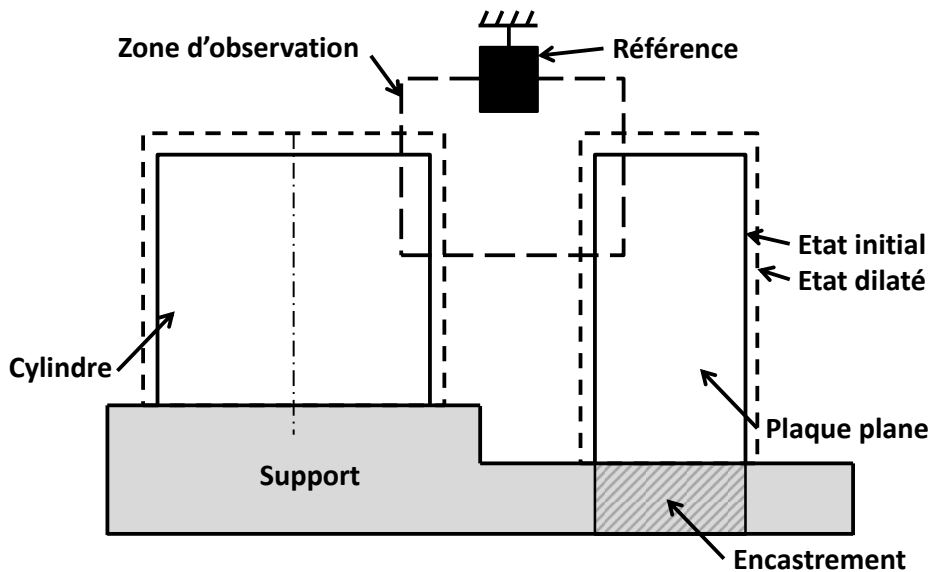 Zone d'observation
Référence
Etat initial
Etat dilaté
Cylindre
Plaque plane
Support
Encastrement